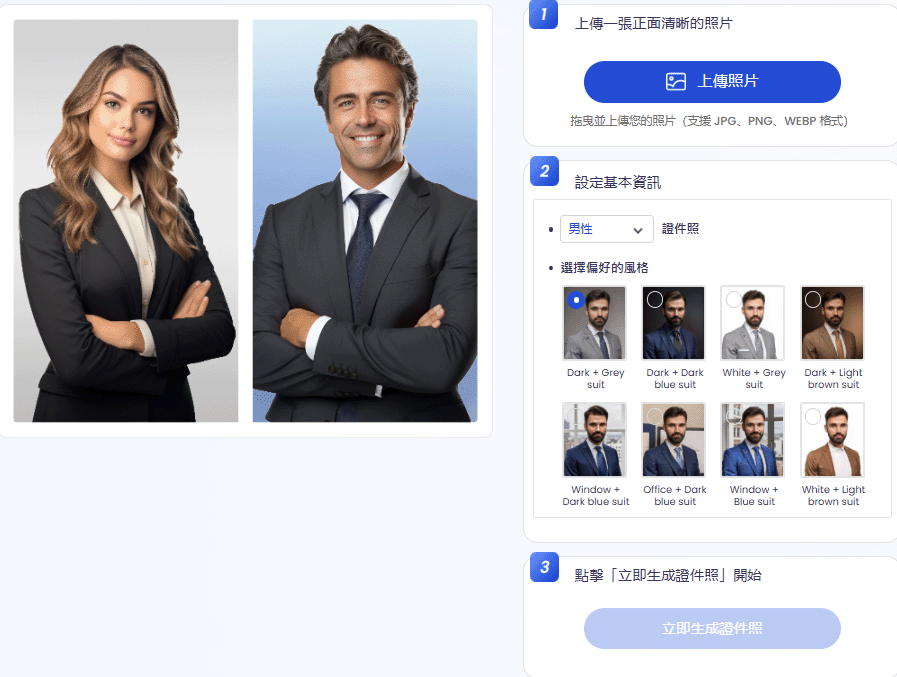 1
上傳一張正面清晰的照片
上傳照片
拖曳並上傳您的照片（支援 JPG、PNG、WEBP 格式）
2
設定基本資訊
男性
證件照
選擇偏好的風格
Dark + Grey
suit
Dark + Dark
blue suit
White + Grey
suit
Dark + Light
brown suit
Window +
Dark blue suit
Office + Dark
blue suit
Window +
Blue suit
White + Light
brown suit
3
點擊「立即生成證件照」開始
立即生成證件照